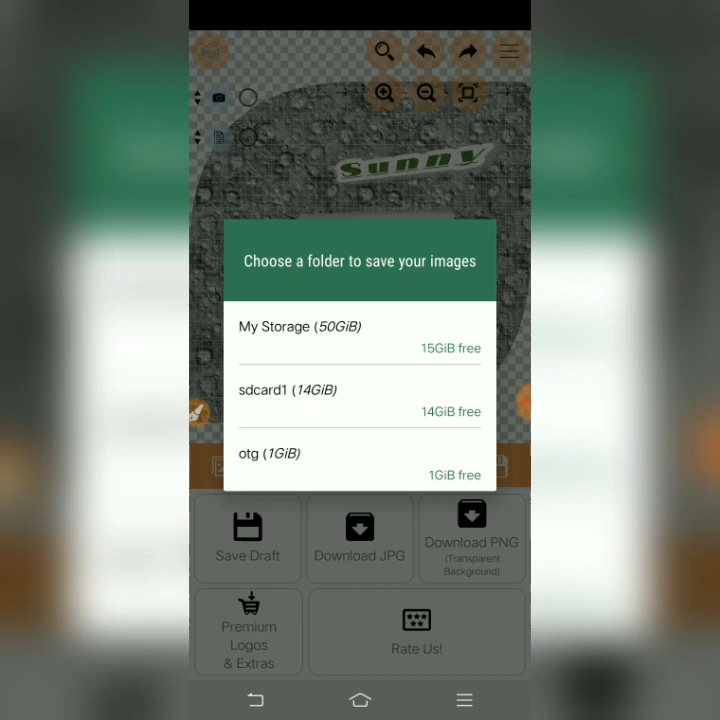 Sunny
Choose a folder to save your images
My Storage (50GiB)
15GiB free
sdcard1 (14GiB)
14GiB free
otg (1GiB)
1GiB free
Save Draft
Download JPG
Download PNG
(Transparent
Background)
Premium
Logos
& Extras
Rate Us!